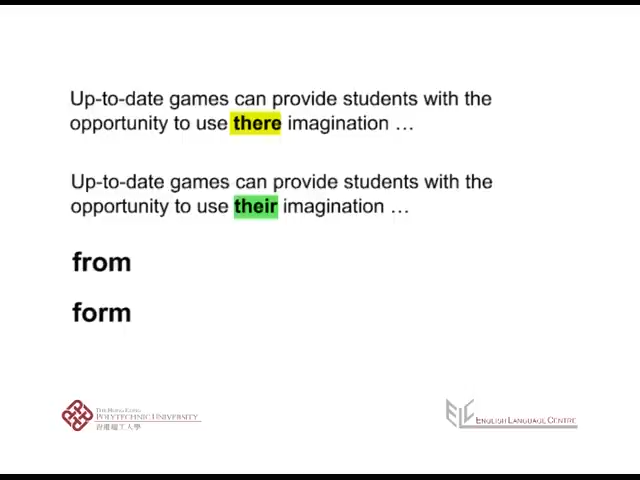 Up-to-date games can provide students with the
opportunity to use there imagination …
Up-to-date games can provide students with the
opportunity to use their imagination …
from
form
THE HONG KONG
POLYTECHNIC UNIVERSITY
香港理工大學
ELC ENGLISH LANGUAGE CENTRE